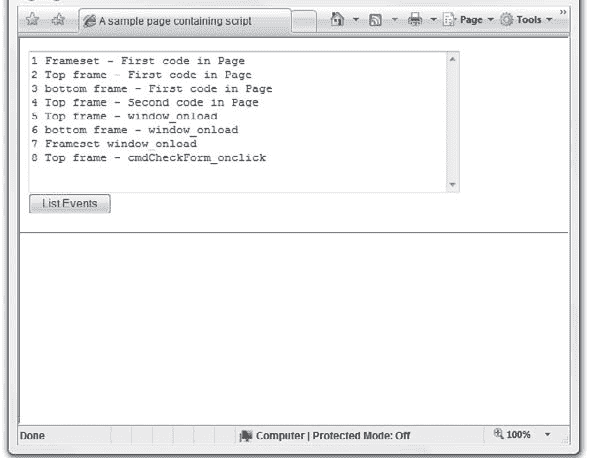 A sample page containing script
Page
Tools
1 Frameset - First code in Page
2 Top frame - First code in Page
3 bottom frame - First code in Page
4 Top frame - Second code in Page
5 Top frame - window_onload
6 bottom frame - window_onload
7 Frameset window_onload
8 Top frame - cmdCheckForm_onclick
List Events
Done
Computer | Protected Mode: Off
100%